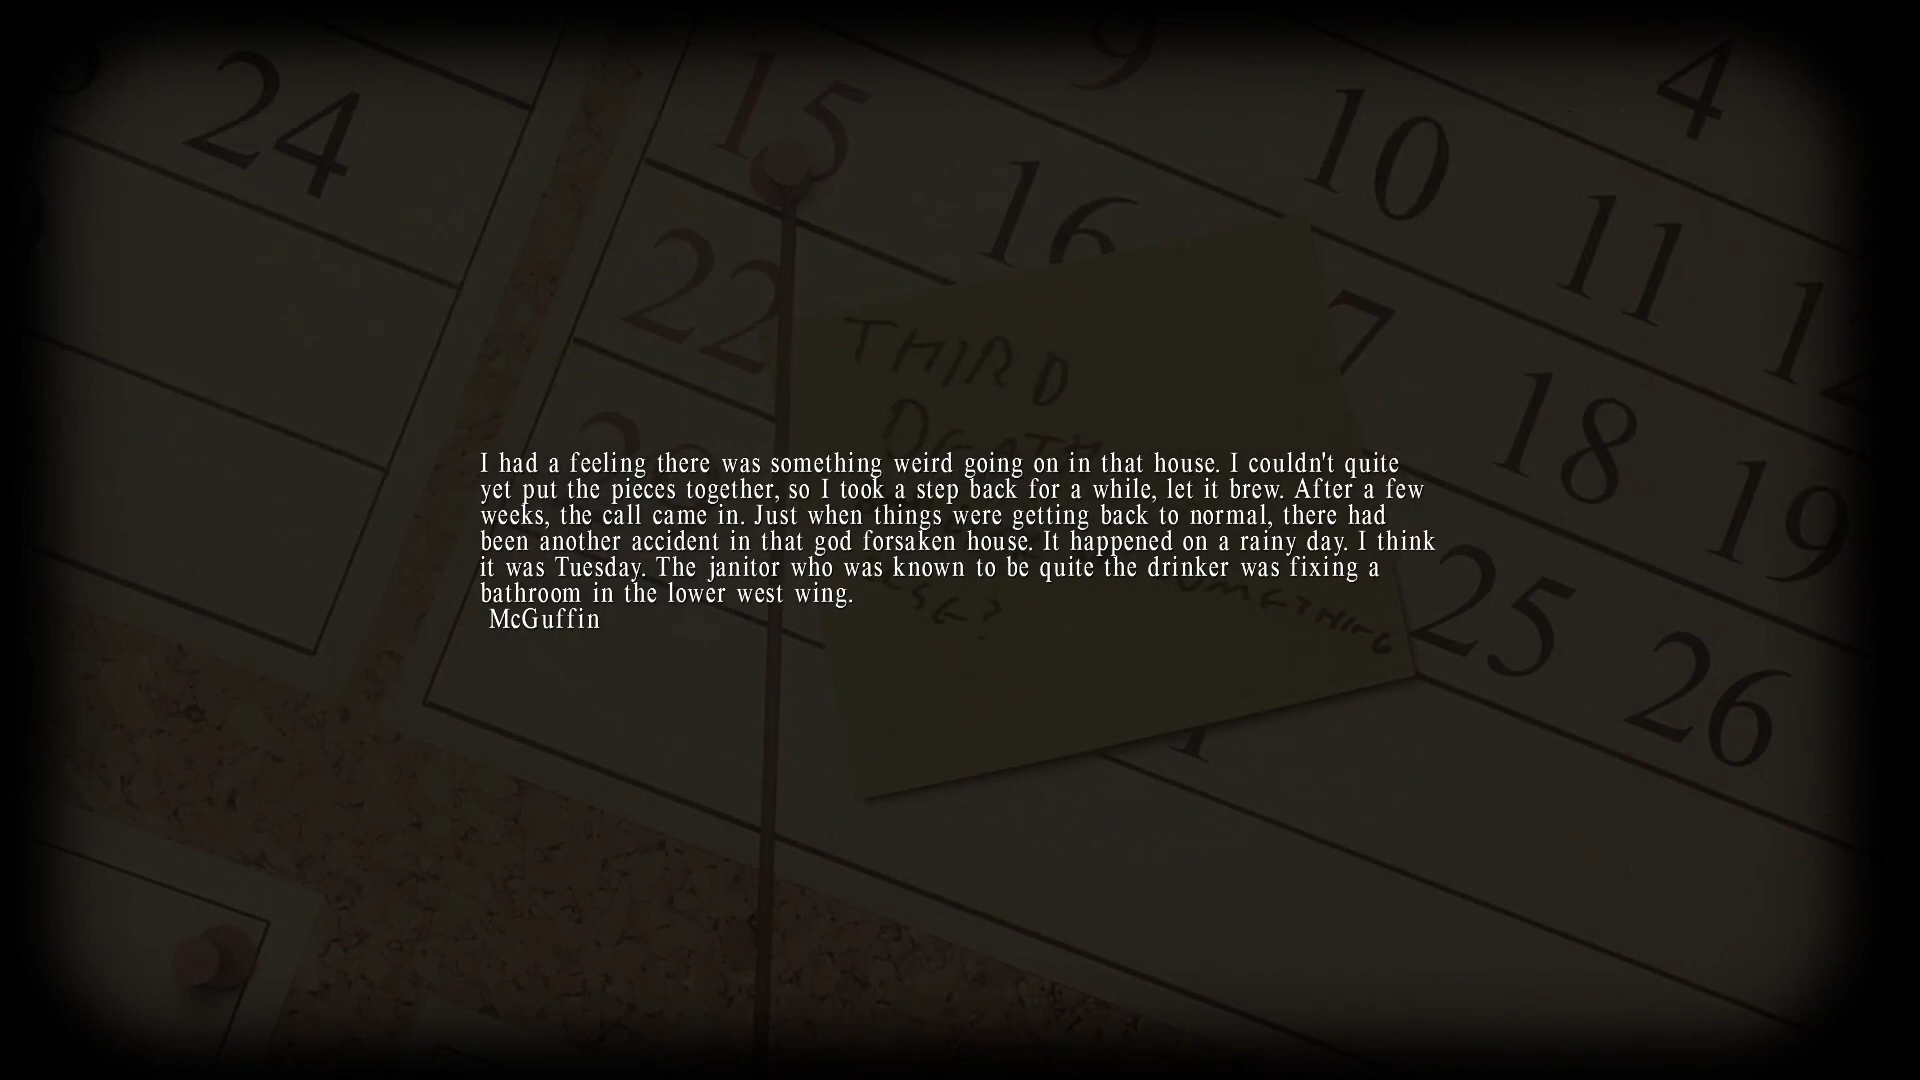 24
15
9
4
16
10
11
22
7
18
19
THIRD
I had a feeling there was something weird going on in that house. I couldn't quite
yet put the pieces together, so I took a step back for a while, let it brew. After a few
weeks, the call came in. Just when things were getting back to normal, there had
been another accident in that god forsaken house. It happened on a rainy day. I think
it was Tuesday. The janitor who was known to be quite the drinker was fixing a
bathroom in the lower west wing.
McGuffin
25
26